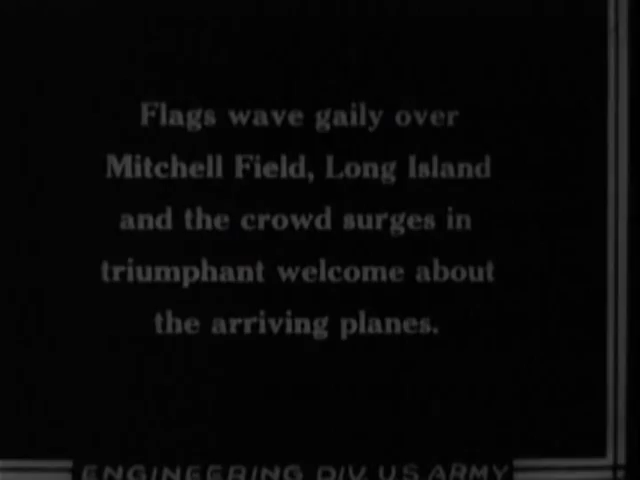 Flags wave gaily over
Mitchell Field, Long Island
and the crowd surges in
triumphant welcome about
the arriving planes.
ENGINEERING DIV. U.S. ARMY